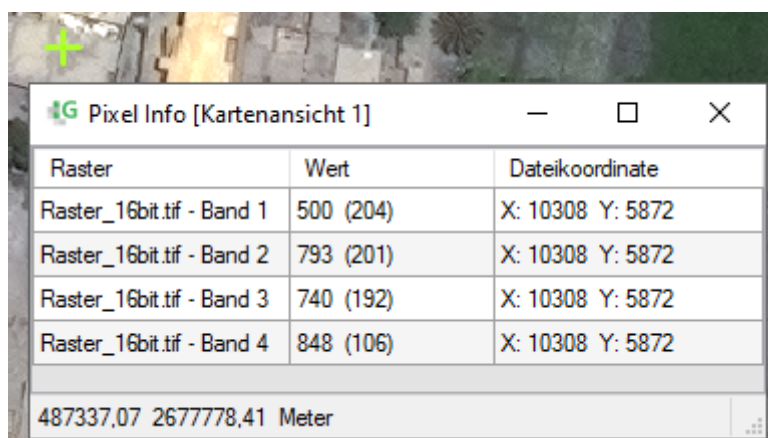 Pixel Info [Kartenansicht 1]
Raster Wert Dateikoordinate
Raster_16bit.tif - Band 1 500 (204) X: 10308 Y: 5872
Raster_16bit.tif - Band 2 793 (201) X: 10308 Y: 5872
Raster_16bit.tif - Band 3 740 (192) X: 10308 Y: 5872
Raster_16bit.tif - Band 4 848 (106) X: 10308 Y: 5872
487337,07 2677778,41 Meter